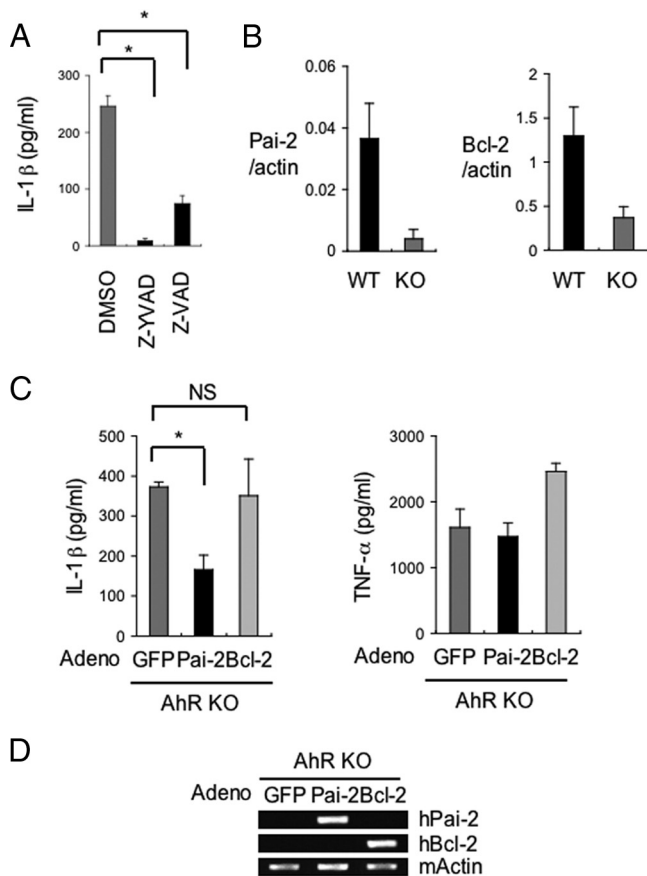 A
*
*
IL-1 β (pg/ml)
300
200
100
0
DMSO
Z-YVAD
Z-VAD
B
Pai-2
/actin
0.06
0.04
0.02
0
WT KO
Bcl-2
/actin
2
1.5
1
0.5
0
WT KO
C
NS
*
IL-1 β (pg/ml)
500
400
300
200
100
0
Adeno GFP Pai-2 Bcl-2
AhR KO
TNF-α (pg/ml)
3000
2000
1000
0
GFP Pai-2 Bcl-2
AhR KO
D
AhR KO
Adeno GFP Pai-2 Bcl-2
hPai-2
hBcl-2
mActin